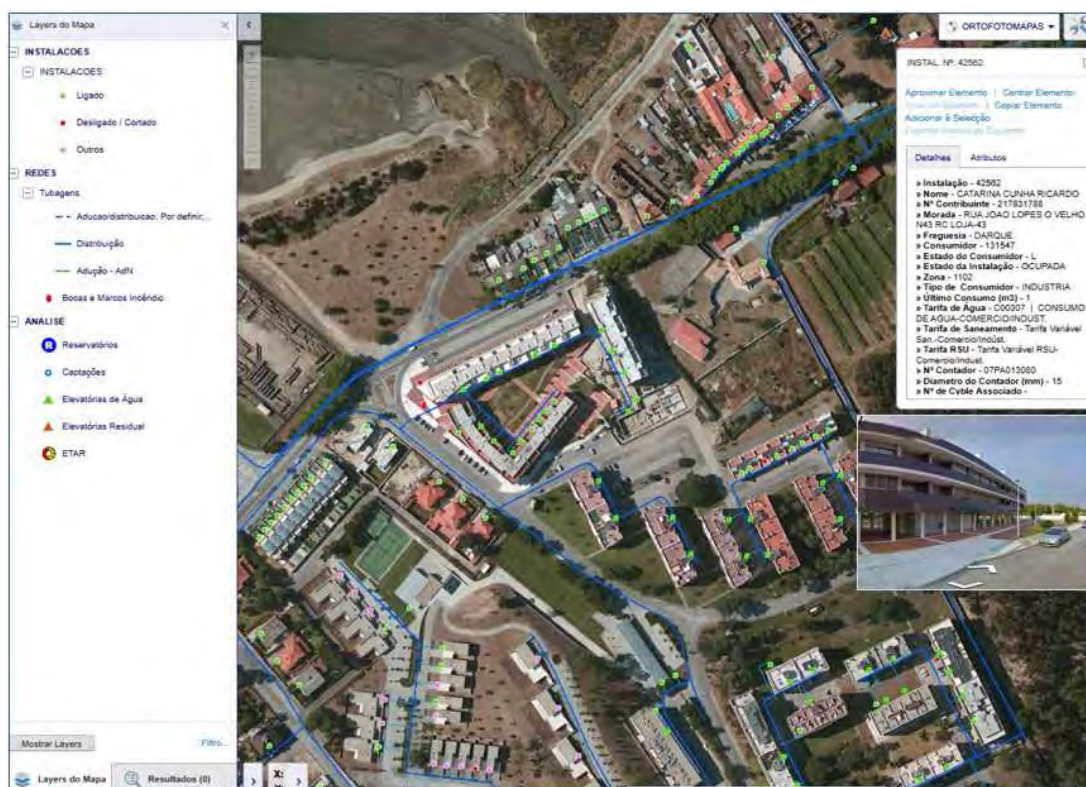 Layers do Mapa
INSTALACOES
INSTALACOES
Ligado
Desligado / Cortado
Outros
REDES
Tubagens
Aducao/distribuicao, Por definir,...
Distribuição
Adução - AdN
Bocas e Marcos Incêndio
ANALISE
R Reservatórios
Captações
Elevatórias de Água
Elevatórias Residual
ETAR
Mostrar Layers
Filtro...
Layers do Mapa
Resultados (0)
X:
ORTOFOTOMAPAS
INSTAL. Nº: 42562
Aproximar Elemento | Centrar Elemento
| Copiar Elemento
Adicionar à Selecção
Detalhes Atributos
» Instalação - 42562
» Nome - CATARINA CUNHA RICARDO
» Nº Contribuinte - 217831788
» Morada - RUA JOAO LOPES O VELHO
N43 RC LOJA-43
» Freguesia - DARQUE
» Consumidor - 131547
» Estado do Consumidor - L
» Estado da Instalação - OCUPADA
» Zona - 1102
» Tipo de Consumidor - INDUSTRIA
» Ultimo Consumo (m3) - 1
» Tarifa de Água - C00307 | CONSUMO
DE AGUA-COMERCIO/INDUST.
» Tarifa de Saneamento - Tarifa Variável
San.-Comercio/Indúst.
» Tarifa RSU - Tarifa Variável RSU-
Comercio/Indust.
» Nº Contador - 07PA013080
» Diametro do Contador (mm) - 15
» Nº de Cyble Associado -